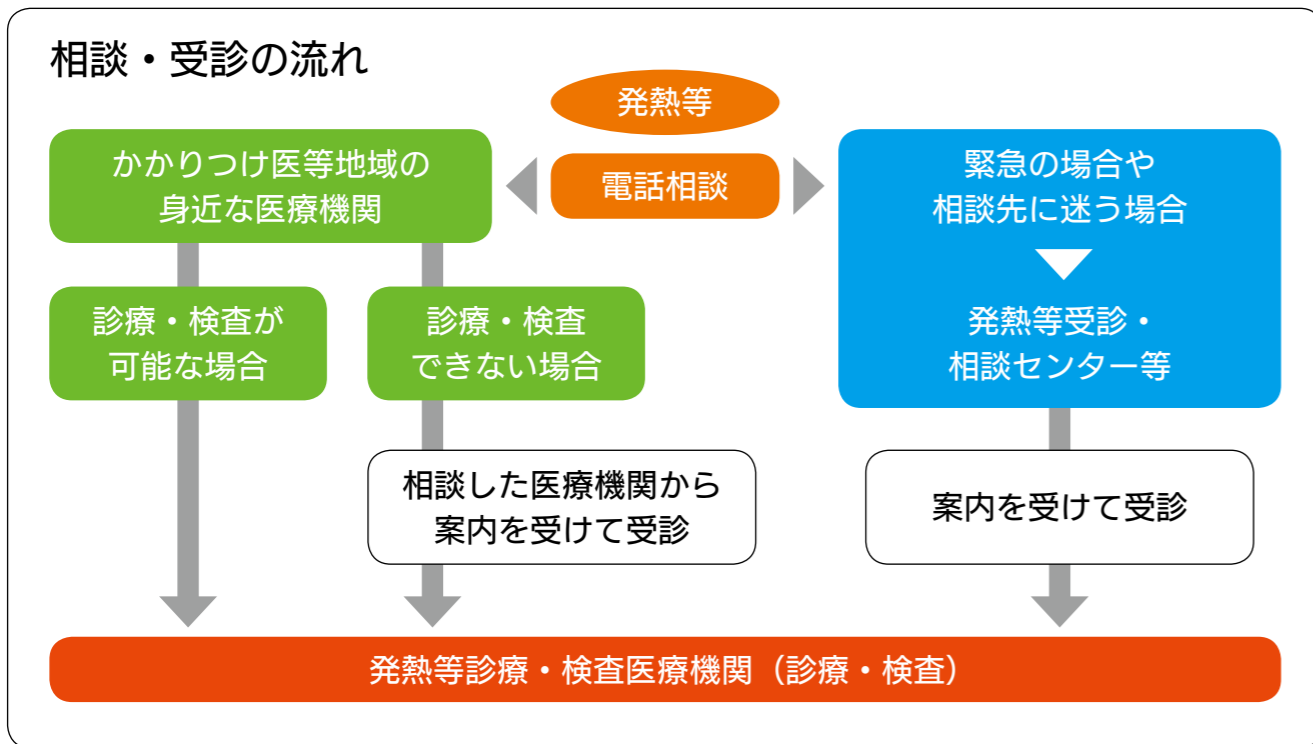 相談・受診の流れ
発熱等
電話相談
かかりつけ医等地域の
身近な医療機関
診療・検査が
可能な場合
診療・検査
できない場合
相談した医療機関から
案内を受けて受診
緊急の場合や
相談先に迷う場合
発熱等受診・
相談センター等
案内を受けて受診
発熱等診療・検査医療機関（診療・検査）